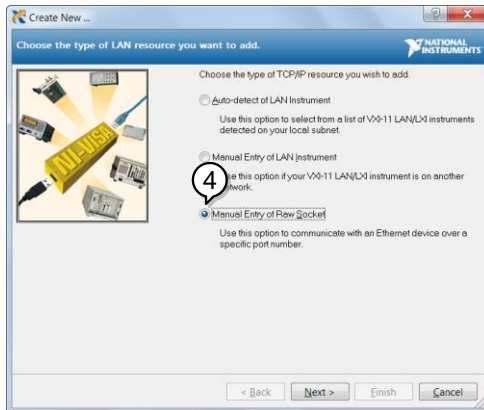 Create New ...
Choose the type of LAN resource you want to add.
NATIONAL
INSTRUMENTS
Choose the type of TCP/IP resource you wish to add.
Auto-detect of LAN Instrument
Use this option to select from a list of VXI-11 LAN/LXI instruments
detected on your local subnet.
Manual Entry of LAN Instrument
this option if your VXI-11 LAN/LXI instrument is on another
4
Manual Entry of Raw Socket
Use this option to communicate with an Ethernet device over a
specific port number.
NI-VISA
< Back
Next >
Finish
Cancel